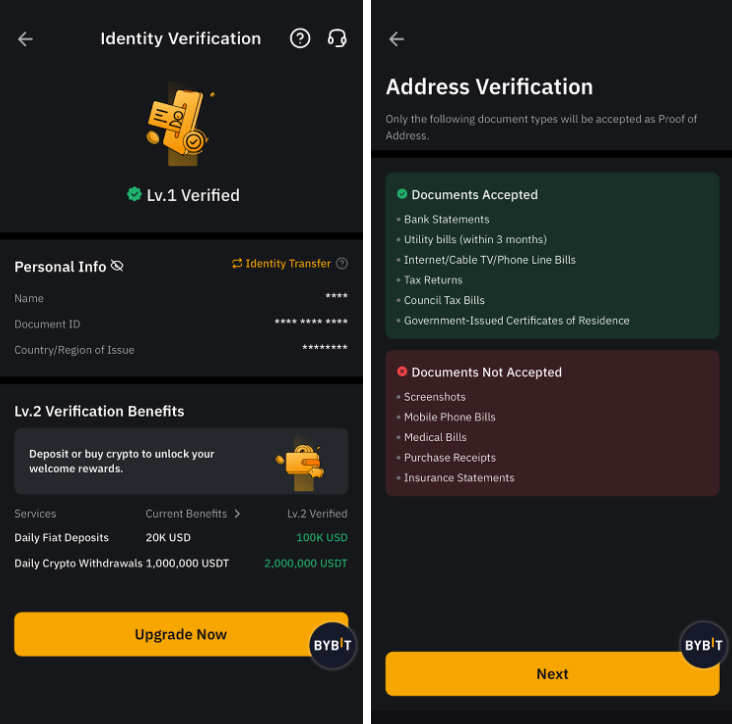 Identity Verification
Lv.1 Verified
Personal Info
Identity Transfer
Name ****
Document ID **** **** ****
Country/Region of Issue ********
Lv.2 Verification Benefits
Deposit or buy crypto to unlock your
welcome rewards.
Services Current Benefits > Lv.2 Verified
Daily Fiat Deposits 20K USD 100K USD
Daily Crypto Withdrawals 1,000,000 USDT 2,000,000 USDT
Upgrade Now
BYBIT
Address Verification
Only the following document types will be accepted as Proof of
Address.
Documents Accepted
• Bank Statements
• Utility bills (within 3 months)
• Internet/Cable TV/Phone Line Bills
• Tax Returns
• Council Tax Bills
• Government-Issued Certificates of Residence
Documents Not Accepted
• Screenshots
• Mobile Phone Bills
• Medical Bills
• Purchase Receipts
• Insurance Statements
Next
BYBIT